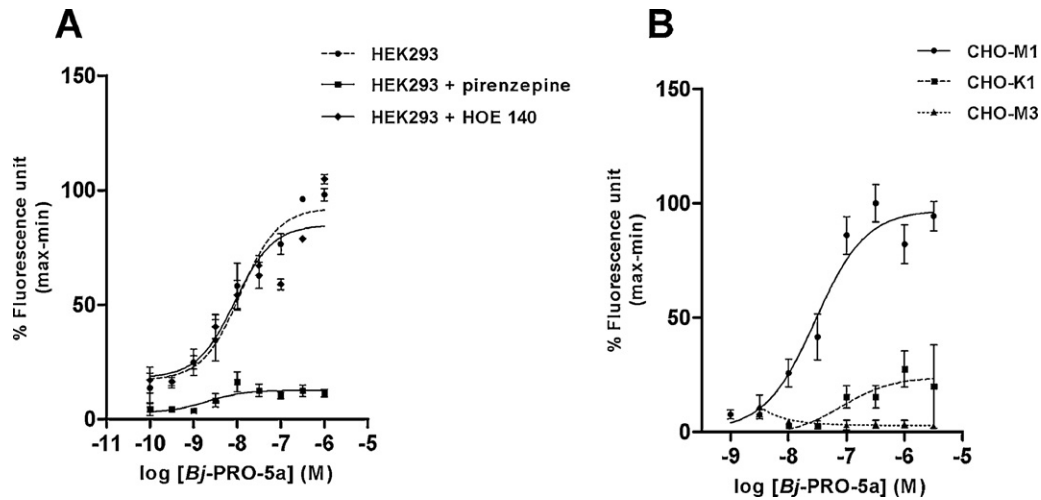 A
HEK293
HEK293 + pirenzepine
HEK293 + HOE 140
150
100
50
0
-11 -10 -9 -8 -7 -6 -5
% Fluorescence unit
(max-min)
log [Bj-PRO-5a] (M)
B
CHO-M1
CHO-K1
CHO-M3
150
100
50
0
-9 -8 -7 -6 -5
% Fluorescence unit
(max-min)
log [Bj-PRO-5a] (M)